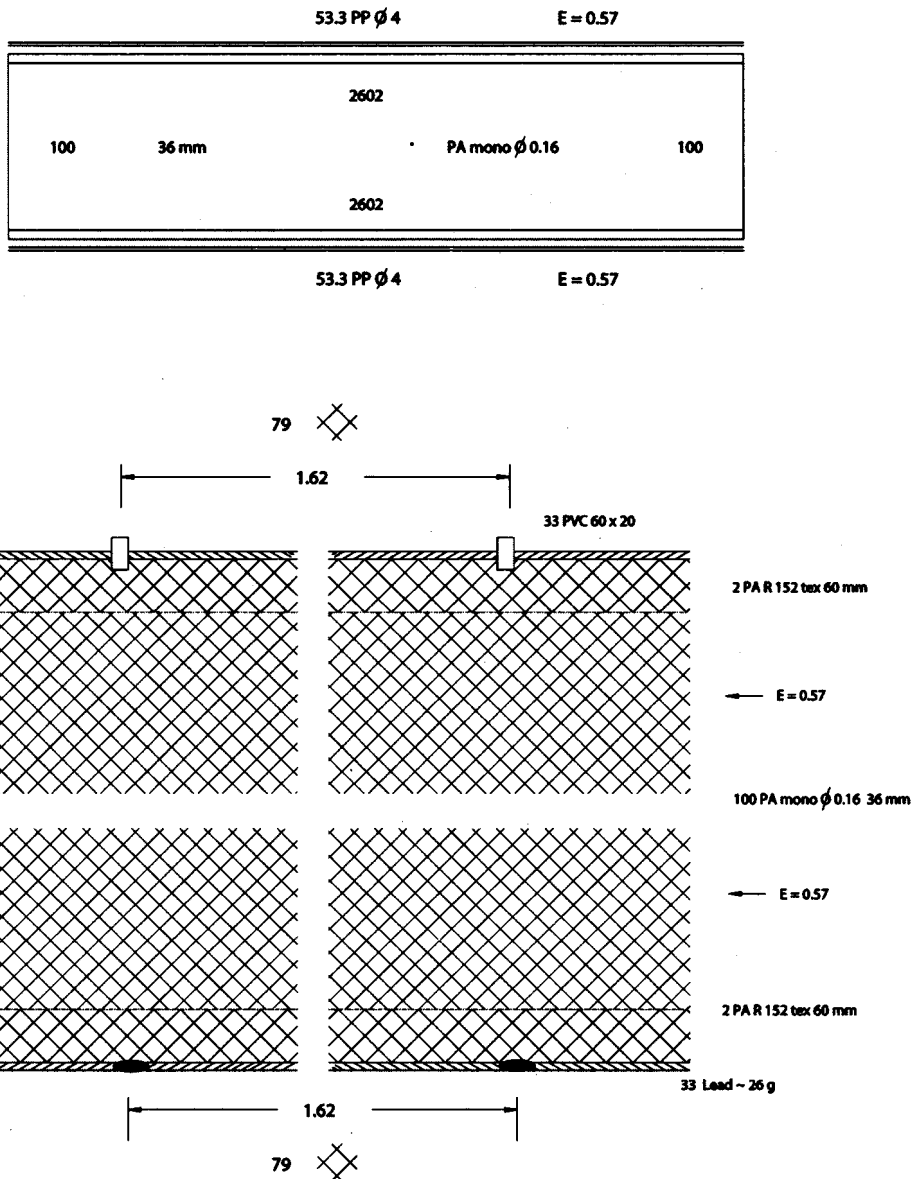 53.3 PP Ø 4 E = 0.57
2602
100 36 mm PA mono Ø 0.16 100
2602
53.3 PP Ø 4 E = 0.57
79
1.62
33 PVC 60 x 20
2 PA R 152 tex 60 mm
E = 0.57
100 PA mono Ø 0.16 36 mm
E = 0.57
2 PA R 152 tex 60 mm
33 Lead ~ 26 g
1.62
79